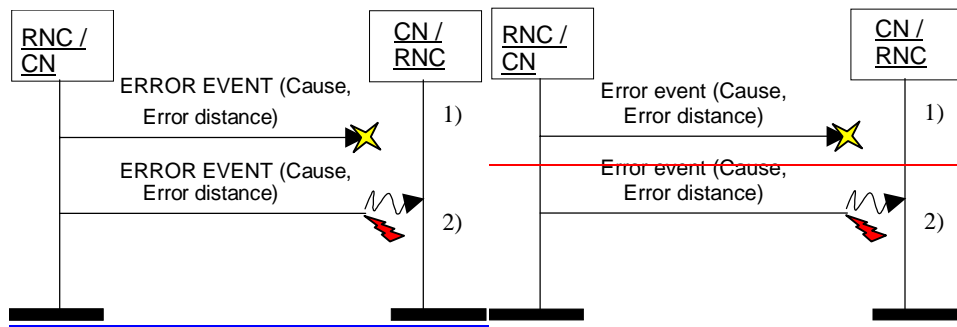 RNC /
CN
CN /
RNC
ERROR EVENT (Cause,
Error distance)
1)
ERROR EVENT (Cause,
Error distance)
2)
RNC /
CN
CN /
RNC
Error event (Cause,
Error distance)
1)
Error event (Cause,
Error distance)
2)